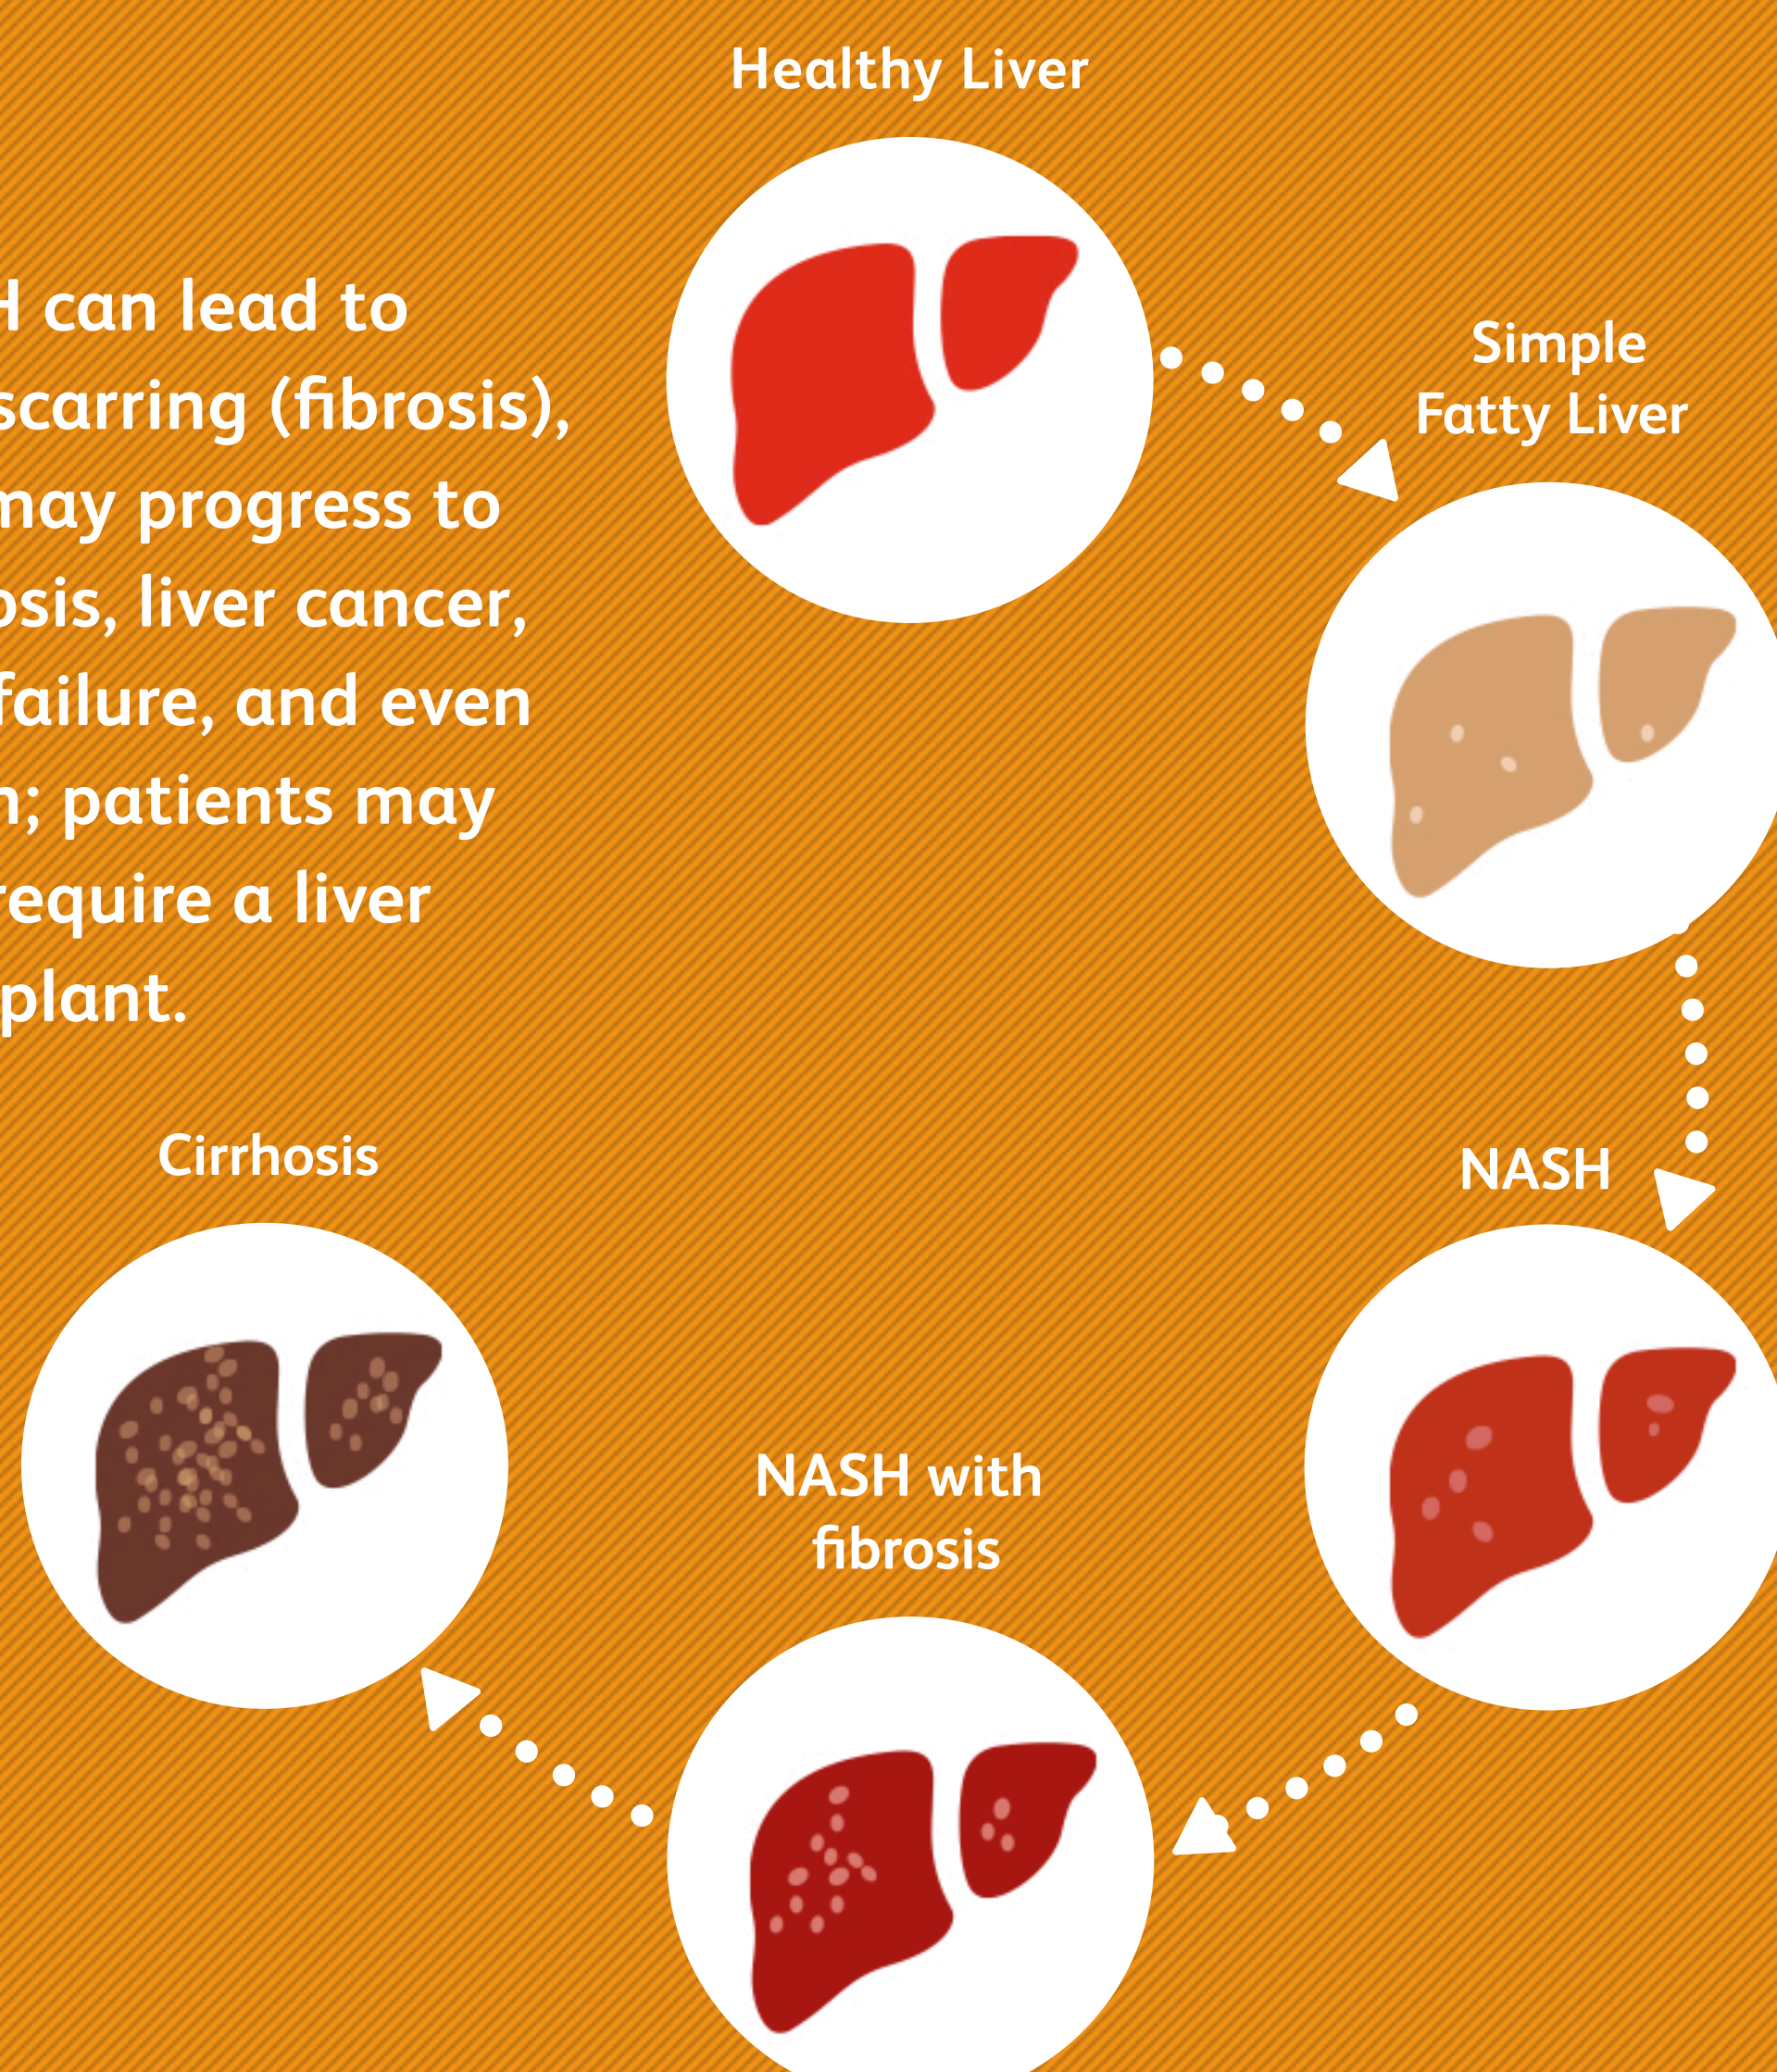 Healthy Liver
H can lead to
scarring (fibrosis),
may progress to
osis, liver cancer,
failure, and even
n; patients may
require a liver
plant.
Simple
Fatty Liver
NASH
NASH with
fibrosis
Cirrhosis